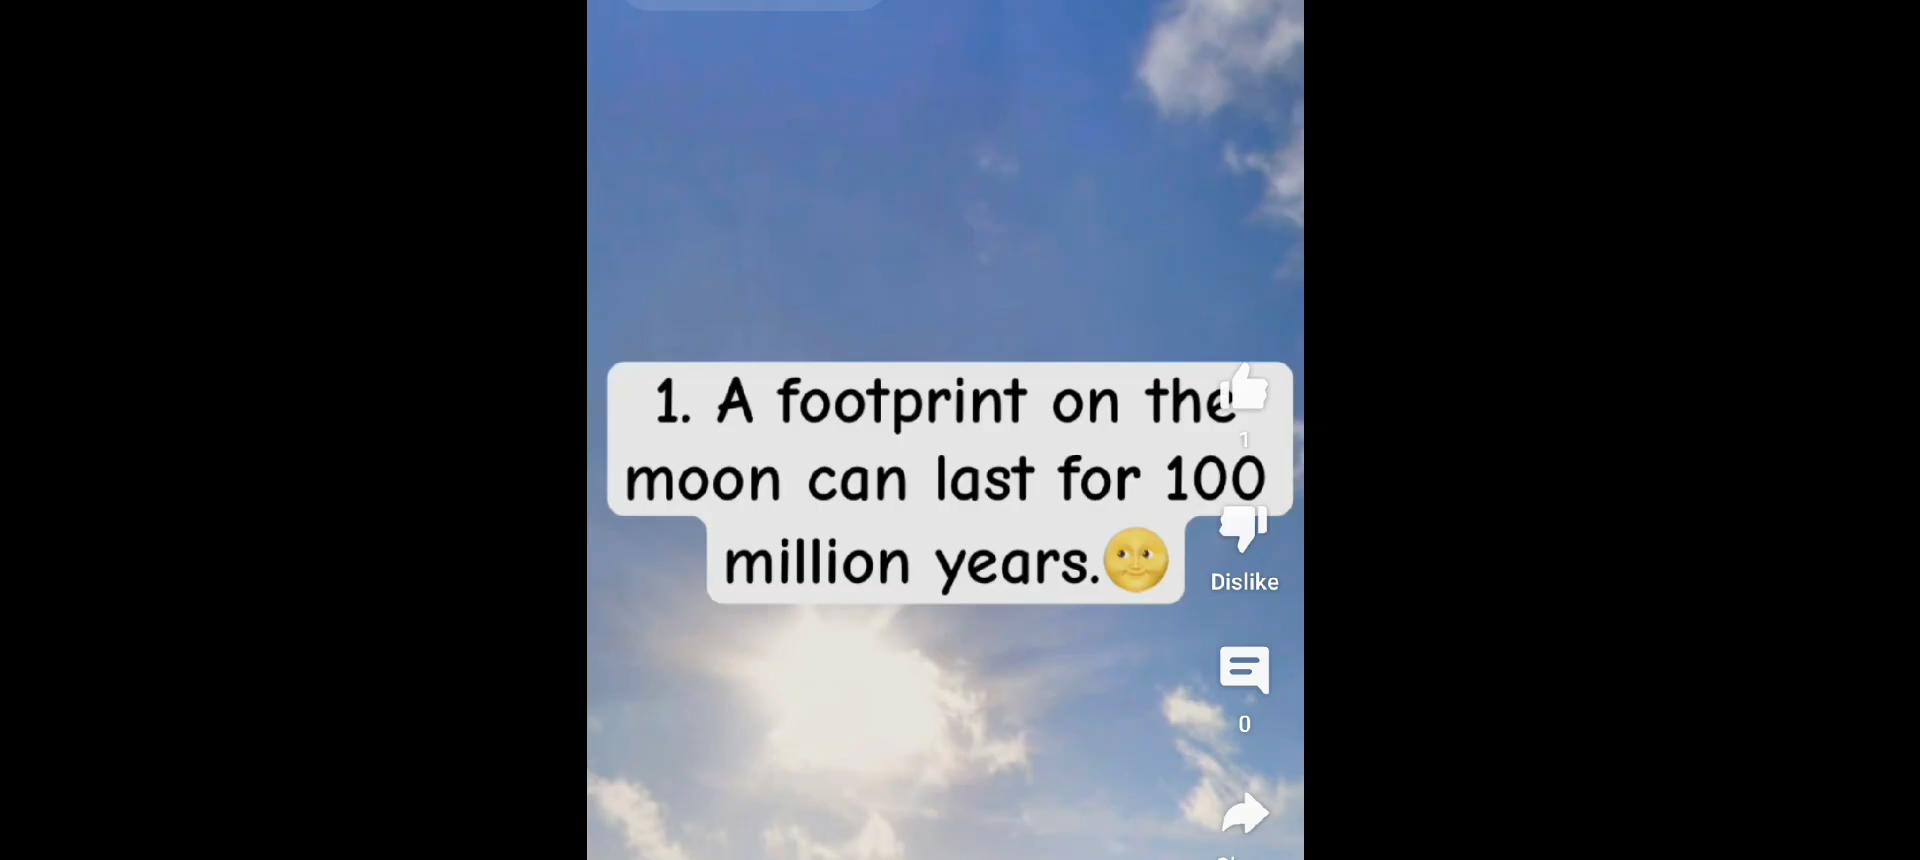 1. A footprint on the
moon can last for 100
million years.🌝
1
Dislike
0